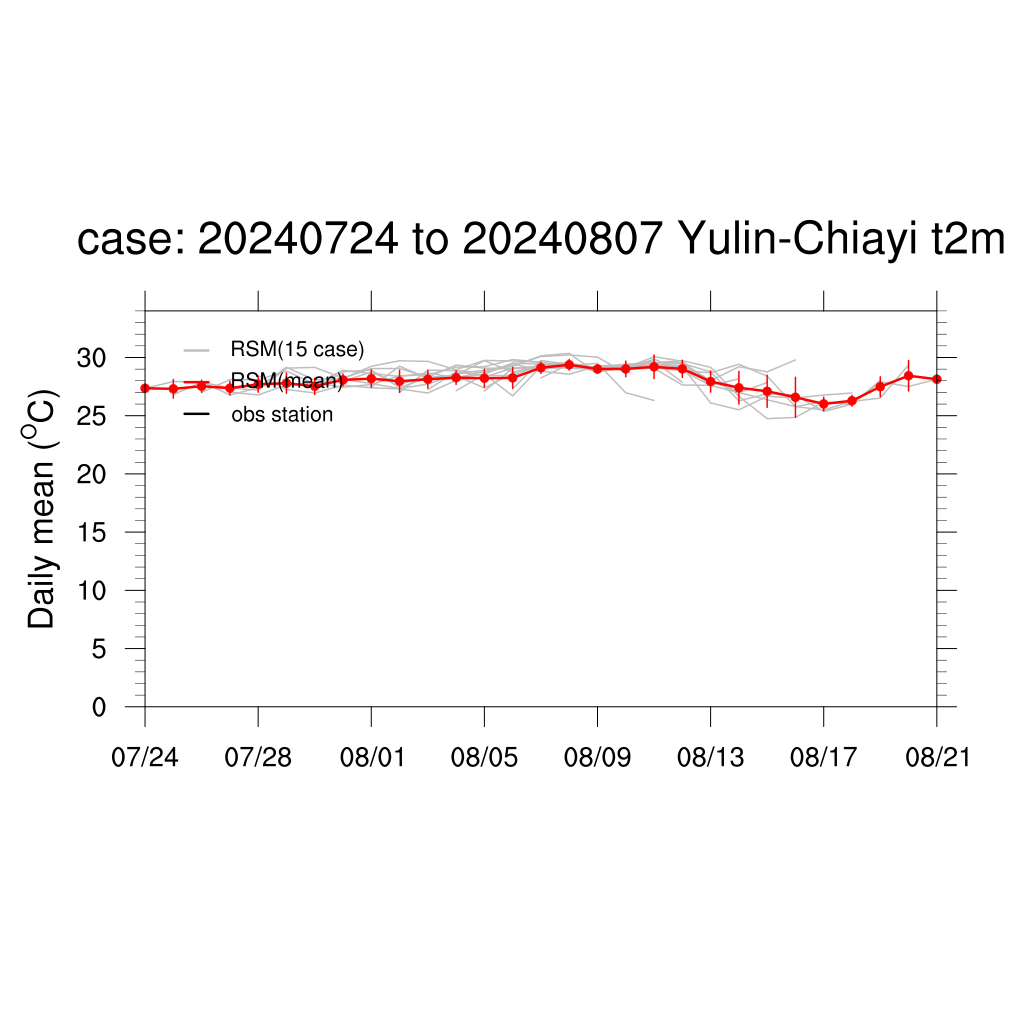 case: 20240724 to 20240807 Yulin-Chiayi t2m
Daily mean (OC)
30
25
20
15
10
5
0
RSM(15 case)
RSM(mean)
obs station
07/24 07/28 08/01 08/05 08/09 08/13 08/17 08/21